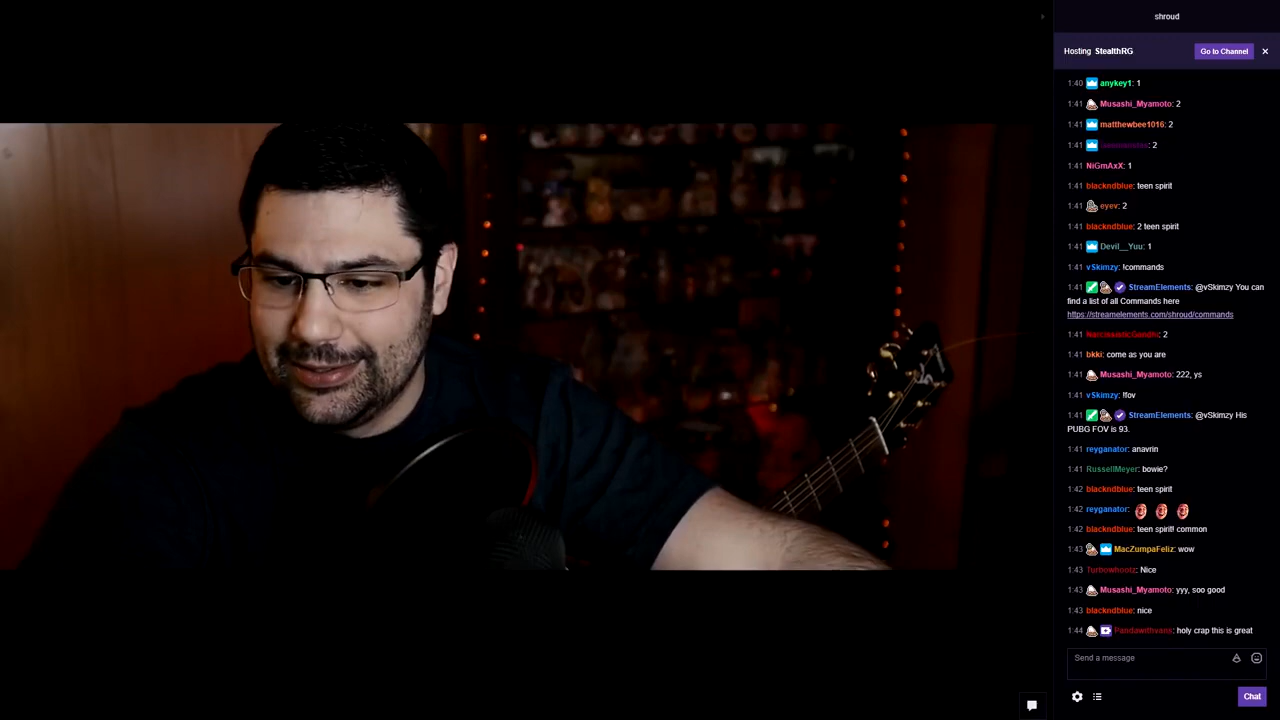 shroud
Hosting StealthRG
Go to Channel
1:40 anykey1: 1
1:41 Musashi_Myamoto: 2
1:41 matthewbee1016: 2
1:41 : 2
1:41 NiGmAxX: 1
1:41 blackndblue: teen spirit
1:41 eyev: 2
1:41 blackndblue: 2 teen spirit
1:41 Devil__Yuu: 1
1:41 vSkimzy: !commands
1:41 StreamElements: @vSkimzy You can
find a list of all Commands here
https://streamelements.com/shroud/commands
1:41 : 2
1:41 bkki: come as you are
1:41 Musashi_Myamoto: 222, ys
1:41 vSkimzy: !fov
1:41 StreamElements: @vSkimzy His
PUBG FOV is 93.
1:41 reyganator: anavrin
1:41 RussellMeyer: bowie?
1:42 blackndblue: teen spirit
1:42 reyganator:
1:42 blackndblue: teen spirit! common
1:43 MacZumpaFeliz: wow
1:43 Turbowhootz: Nice
1:43 Musashi_Myamoto: yyy, soo good
1:43 blackndblue: nice
1:44 Pandawithvans: holy crap this is great
Send a message
Chat